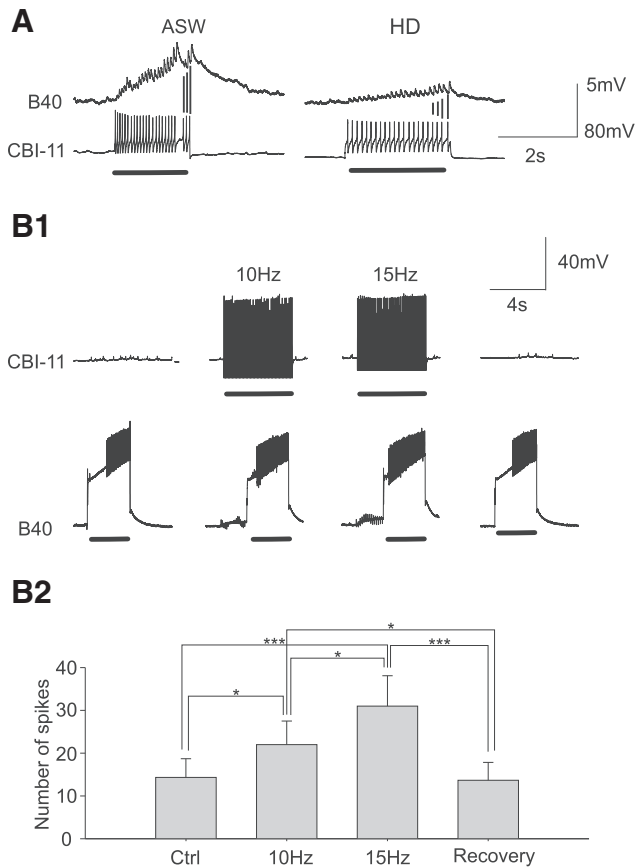 A
ASW
HD
B40
5mV
CBI-11
80mV
2s
B1
10Hz
15Hz
40mV
4s
CBI-11
B40
B2
*
***
***
*
*
Number of spikes
40
30
20
10
0
Ctrl
10Hz
15Hz
Recovery